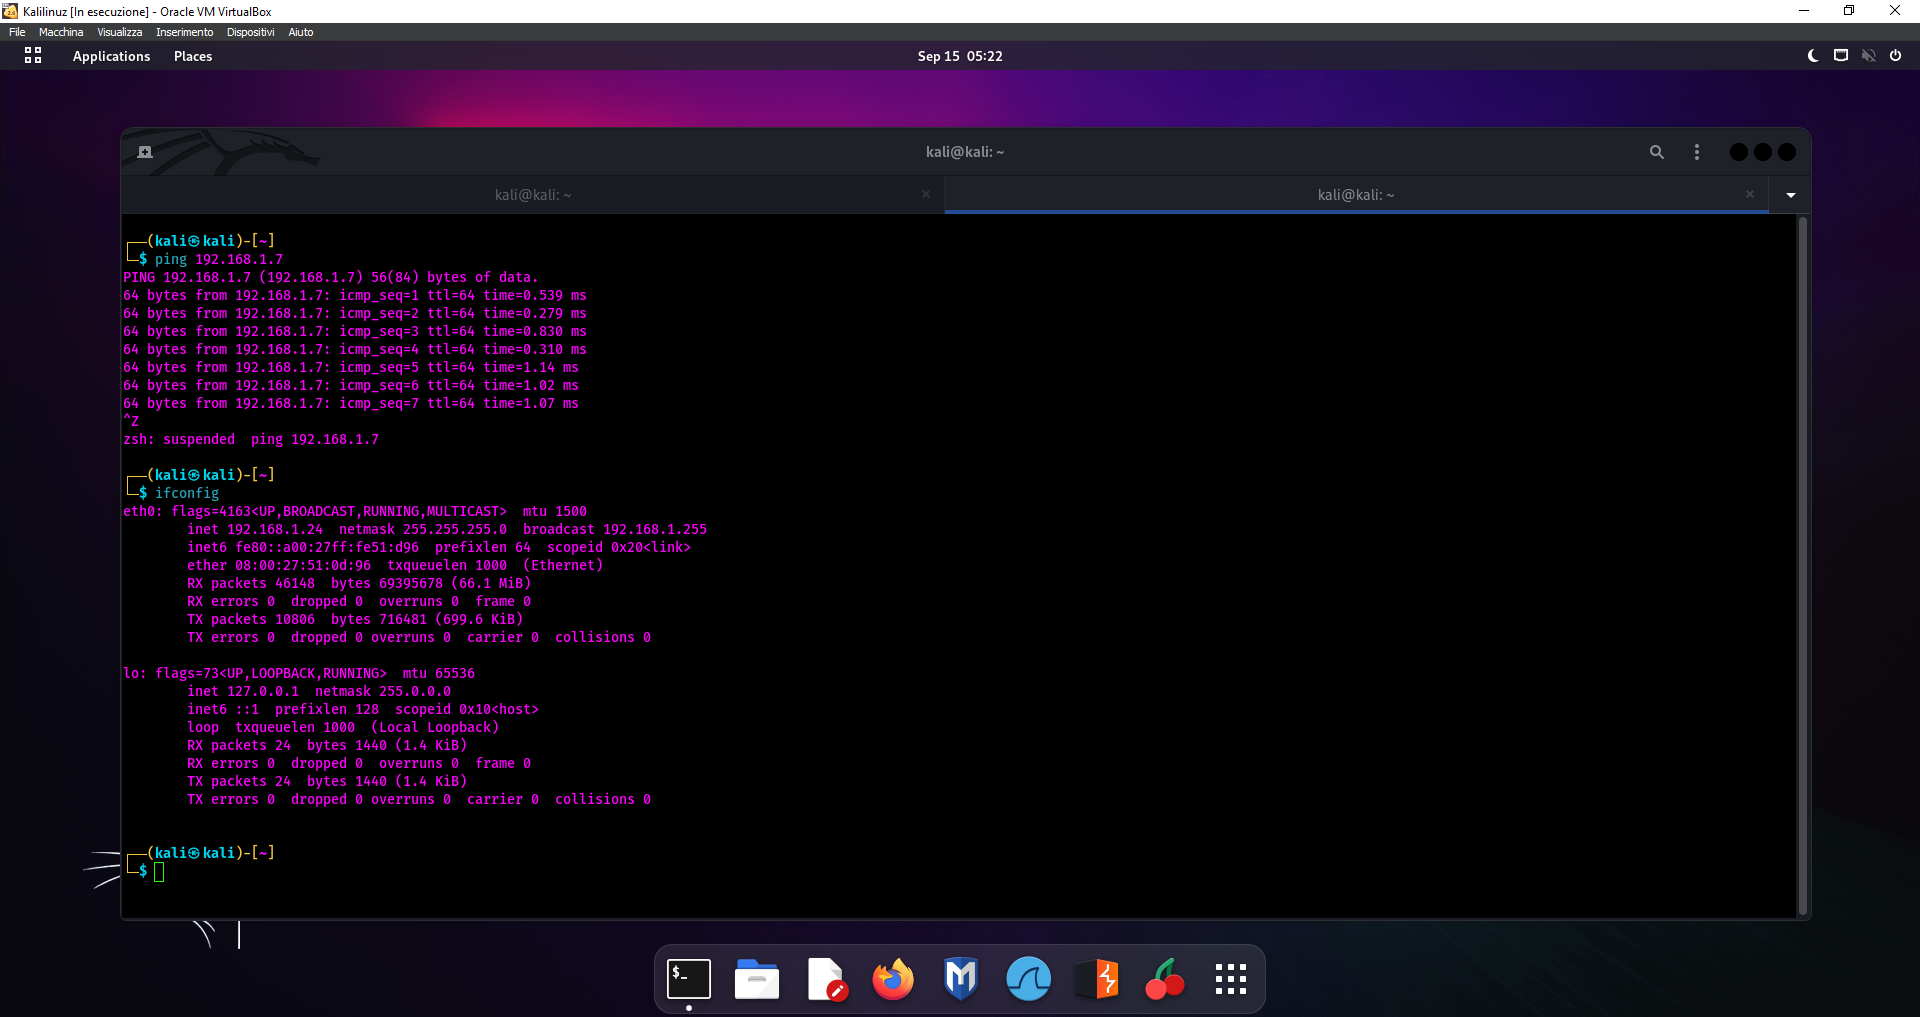 Kalilinuz [In esecuzione] - Oracle VM VirtualBox
File Macchina Visualizza Inserimento Dispositivi Aiuto
Applications Places Sep 15 05:22
kali@kali: ~
kali@kali: ~ kali@kali: ~
┌──(kali㉿kali)-[~]
└─$ ping 192.168.1.7
PING 192.168.1.7 (192.168.1.7) 56(84) bytes of data.
64 bytes from 192.168.1.7: icmp_seq=1 ttl=64 time=0.539 ms
64 bytes from 192.168.1.7: icmp_seq=2 ttl=64 time=0.279 ms
64 bytes from 192.168.1.7: icmp_seq=3 ttl=64 time=0.830 ms
64 bytes from 192.168.1.7: icmp_seq=4 ttl=64 time=0.310 ms
64 bytes from 192.168.1.7: icmp_seq=5 ttl=64 time=1.14 ms
64 bytes from 192.168.1.7: icmp_seq=6 ttl=64 time=1.02 ms
64 bytes from 192.168.1.7: icmp_seq=7 ttl=64 time=1.07 ms
^Z
zsh: suspended  ping 192.168.1.7
┌──(kali㉿kali)-[~]
└─$ ifconfig
eth0: flags=4163<UP,BROADCAST,RUNNING,MULTICAST>  mtu 1500
        inet 192.168.1.24  netmask 255.255.255.0  broadcast 192.168.1.255
        inet6 fe80::a00:27ff:fe51:d96  prefixlen 64  scopeid 0x20<link>
        ether 08:00:27:51:0d:96  txqueuelen 1000  (Ethernet)
        RX packets 46148  bytes 69395678 (66.1 MiB)
        RX errors 0  dropped 0  overruns 0  frame 0
        TX packets 10806  bytes 716481 (699.6 KiB)
        TX errors 0  dropped 0 overruns 0  carrier 0  collisions 0
lo: flags=73<UP,LOOPBACK,RUNNING>  mtu 65536
        inet 127.0.0.1  netmask 255.0.0.0
        inet6 ::1  prefixlen 128  scopeid 0x10<host>
        loop  txqueuelen 1000  (Local Loopback)
        RX packets 24  bytes 1440 (1.4 KiB)
        RX errors 0  dropped 0  overruns 0  frame 0
        TX packets 24  bytes 1440 (1.4 KiB)
        TX errors 0  dropped 0 overruns 0  carrier 0  collisions 0
┌──(kali㉿kali)-[~]
└─$
$_